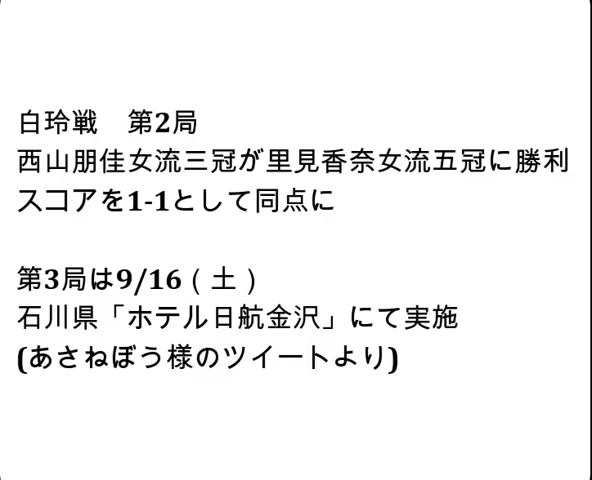 白玲戦　第2局
西山朋佳女流三冠が里見香奈女流五冠に勝利
スコアを1-1として同点に
第3局は9/16（土）
石川県「ホテル日航金沢」にて実施
(あさねぼう様のツイートより)